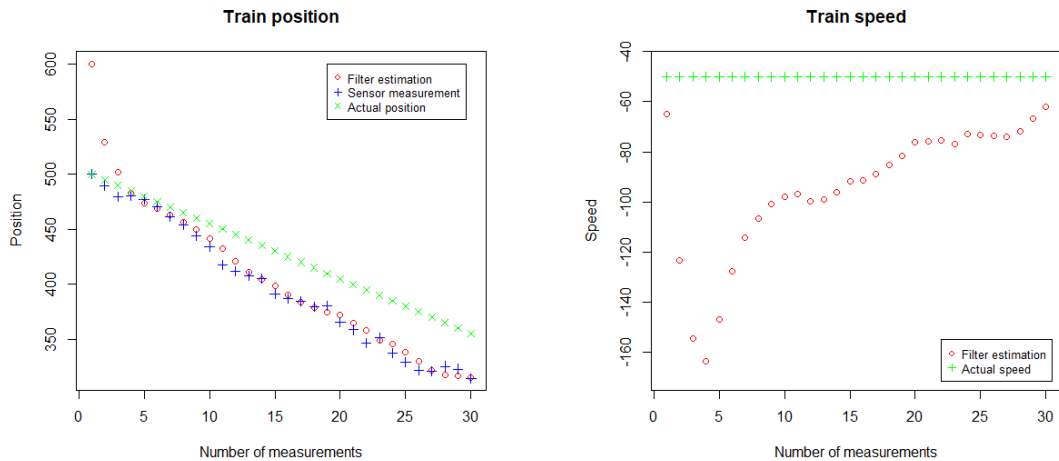 Train position
600
550
500
450
400
350
Position
Filter estimation
Sensor measurement
Actual position
0
5
10
15
20
25
30
Number of measurements
Train speed
-40
-60
-80
-100
-120
-140
-160
Speed
Filter estimation
Actual speed
0
5
10
15
20
25
30
Number of measurements